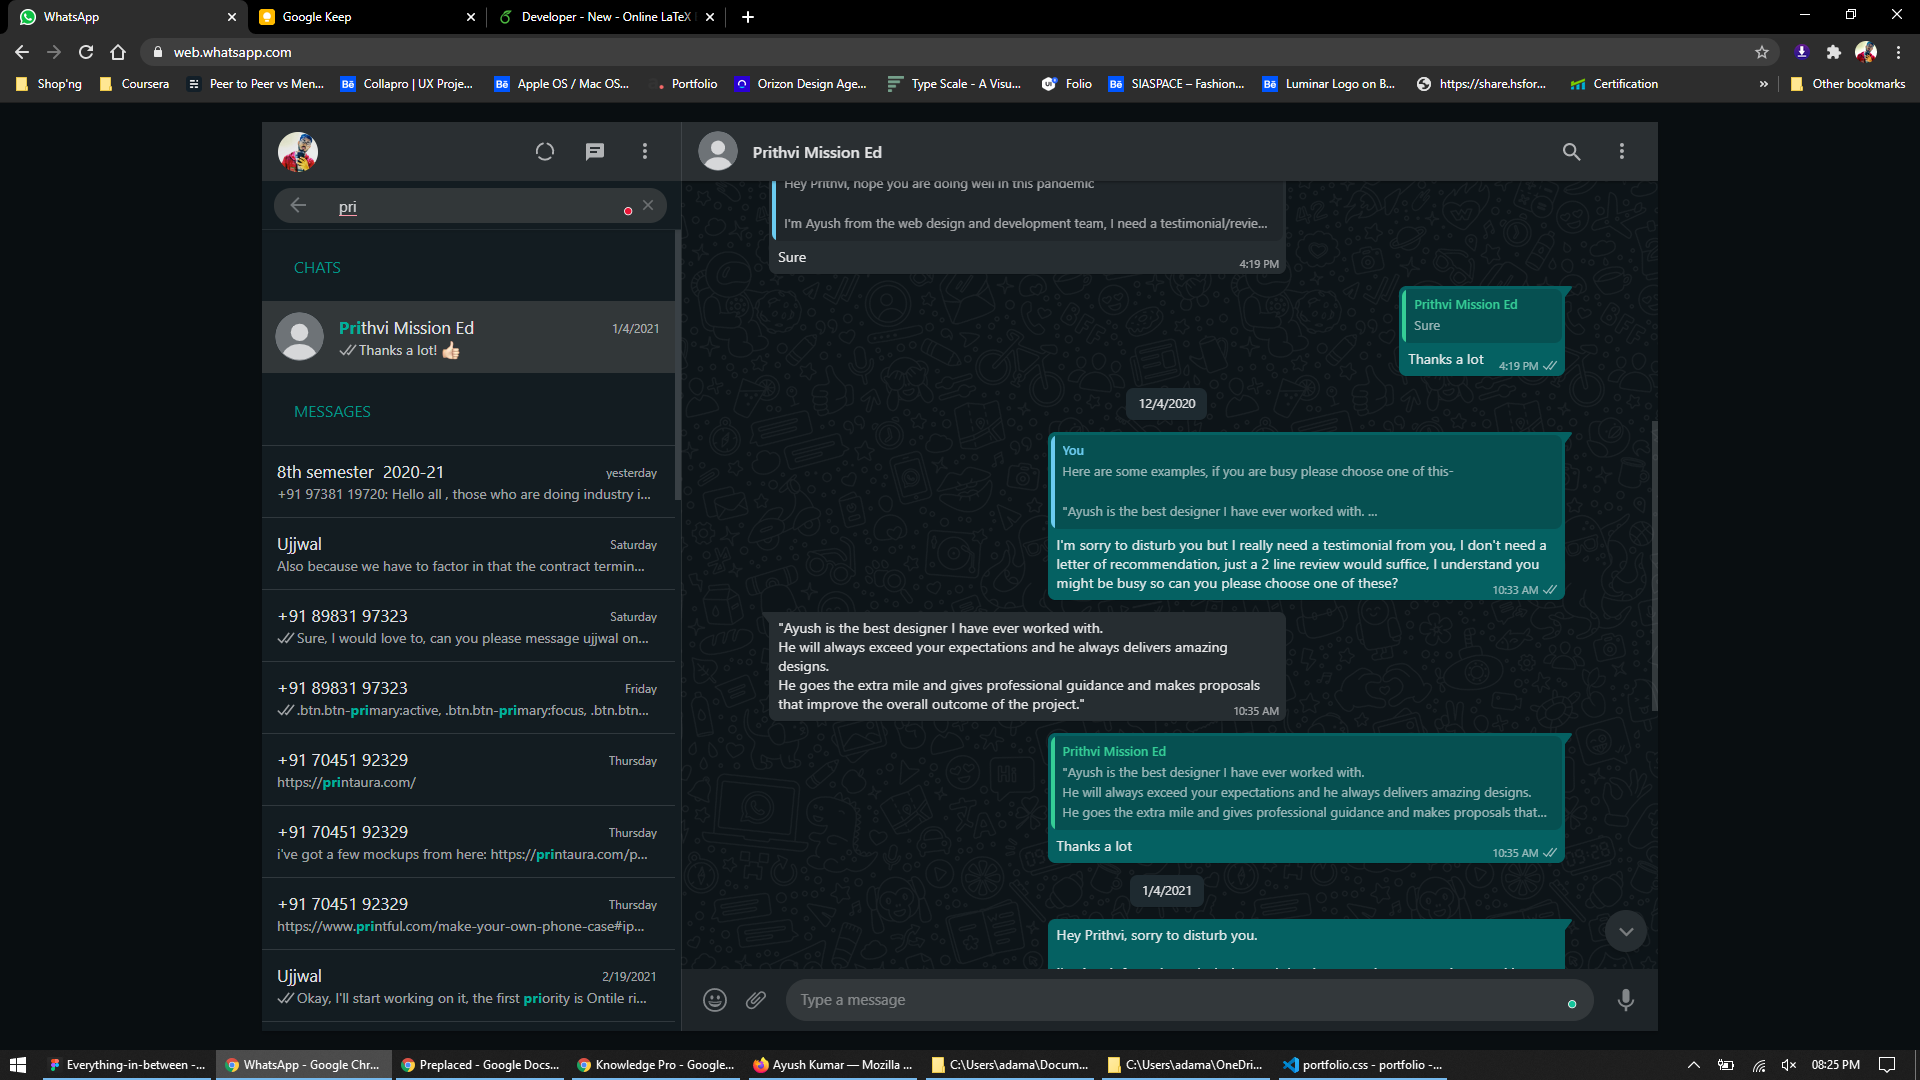 WhatsApp
Google Keep
Developer - New - Online LaTeX
web.whatsapp.com
Shop'ng
Coursera
Peer to Peer vs Men...
Collapro | UX Proje...
Apple OS / Mac OS...
Portfolio
Orizon Design Age...
Type Scale - A Visu...
Folio
SIASPACE – Fashion...
Luminar Logo on B...
https://share.hsfor...
Certification
»
Other bookmarks
pri
CHATS
Prithvi Mission Ed
1/4/2021
Thanks a lot! 👍🏻
MESSAGES
8th semester 2020-21
yesterday
+91 97381 19720: Hello all , those who are doing industry i...
Ujjwal
Saturday
Also because we have to factor in that the contract termin...
+91 89831 97323
Saturday
Sure, I would love to, can you please message ujjwal on...
+91 89831 97323
Friday
.btn.btn-primary:active, .btn.btn-primary:focus, .btn.btn...
+91 70451 92329
Thursday
https://printaura.com/
+91 70451 92329
Thursday
i've got a few mockups from here: https://printaura.com/p...
+91 70451 92329
Thursday
https://www.printful.com/make-your-own-phone-case#ip...
Ujjwal
2/19/2021
Okay, I'll start working on it, the first priority is Ontile ri...
Prithvi Mission Ed
Hey Prithvi, hope you are doing well in this pandemic
I'm Ayush from the web design and development team, I need a testimonial/revie...
Sure
4:19 PM
Prithvi Mission Ed
Sure
Thanks a lot
4:19 PM
12/4/2020
You
Here are some examples, if you are busy please choose one of this-
"Ayush is the best designer I have ever worked with. ...
I'm sorry to disturb you but I really need a testimonial from you, I don't need a
letter of recommendation, just a 2 line review would suffice, I understand you
might be busy so can you please choose one of these?
10:33 AM
"Ayush is the best designer I have ever worked with.
He will always exceed your expectations and he always delivers amazing
designs.
He goes the extra mile and gives professional guidance and makes proposals
that improve the overall outcome of the project."
10:35 AM
Prithvi Mission Ed
"Ayush is the best designer I have ever worked with.
He will always exceed your expectations and he always delivers amazing designs.
He goes the extra mile and gives professional guidance and makes proposals that...
Thanks a lot
10:35 AM
1/4/2021
Hey Prithvi, sorry to disturb you.
Type a message
Everything-in-between -...
WhatsApp - Google Chr...
Preplaced - Google Docs...
Knowledge Pro - Google...
Ayush Kumar — Mozilla ...
C:\Users\adama\Docum...
C:\Users\adama\OneDri...
portfolio.css - portfolio -...
08:25 PM